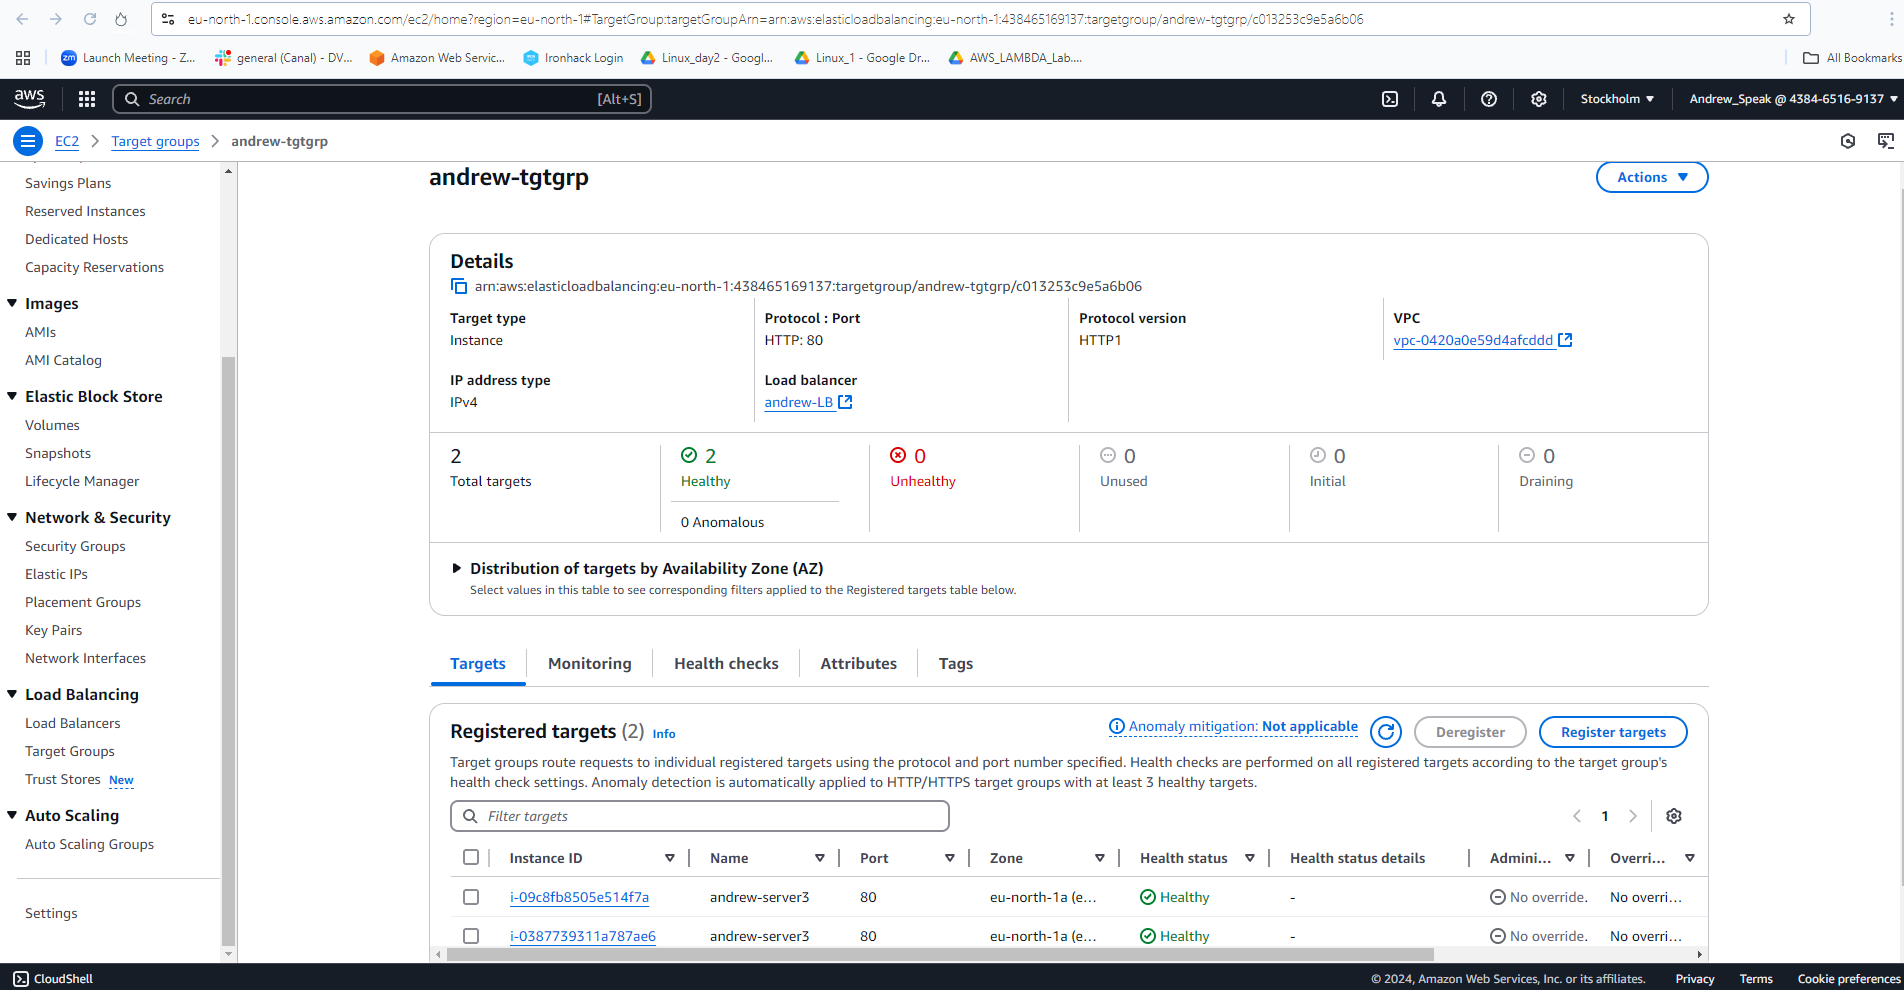 eu-north-1.console.aws.amazon.com/ec2/home?region=eu-north-1#TargetGroup:targetGroupArn=arn:aws:elasticloadbalancing:eu-north-1:438465169137:targetgroup/andrew-tgtgrp/c013253c9e5a6b06
zm Launch Meeting - Z... general (Canal) - DV... Amazon Web Servic... Ironhack Login Linux_day2 - Googl... Linux_1 - Google Dr... AWS_LAMBDA_Lab.... All Bookmarks
aws Search [Alt+S] Stockholm Andrew_Speak @ 4384-6516-9137
EC2 Target groups andrew-tgtgrp
Savings Plans
Reserved Instances
Dedicated Hosts
Capacity Reservations
Images
AMIs
AMI Catalog
Elastic Block Store
Volumes
Snapshots
Lifecycle Manager
Network & Security
Security Groups
Elastic IPs
Placement Groups
Key Pairs
Network Interfaces
Load Balancing
Load Balancers
Target Groups
Trust Stores New
Auto Scaling
Auto Scaling Groups
Settings
andrew-tgtgrp Actions
Details
arn:aws:elasticloadbalancing:eu-north-1:438465169137:targetgroup/andrew-tgtgrp/c013253c9e5a6b06
Target type Protocol : Port Protocol version VPC
Instance HTTP: 80 HTTP1 vpc-0420a0e59d4afcddd
IP address type Load balancer
IPv4 andrew-LB
2 2 0 0 0 0
Total targets Healthy Unhealthy Unused Initial Draining
0 Anomalous
Distribution of targets by Availability Zone (AZ)
Select values in this table to see corresponding filters applied to the Registered targets table below.
Targets Monitoring Health checks Attributes Tags
Registered targets (2) Info Anomaly mitigation: Not applicable Deregister Register targets
Target groups route requests to individual registered targets using the protocol and port number specified. Health checks are performed on all registered targets according to the target group's
health check settings. Anomaly detection is automatically applied to HTTP/HTTPS target groups with at least 3 healthy targets.
Filter targets 1
Instance ID Name Port Zone Health status Health status details Admini... Overri...
i-09c8fb8505e514f7a andrew-server3 80 eu-north-1a (e... Healthy - No override. No overri...
i-0387739311a787ae6 andrew-server3 80 eu-north-1a (e... Healthy - No override. No overri...
CloudShell © 2024, Amazon Web Services, Inc. or its affiliates. Privacy Terms Cookie preferences